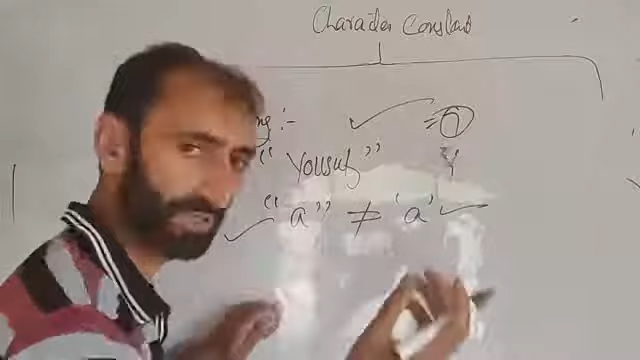 Character Constant
"Yousuf"
Y
"a" ≠ 'a'